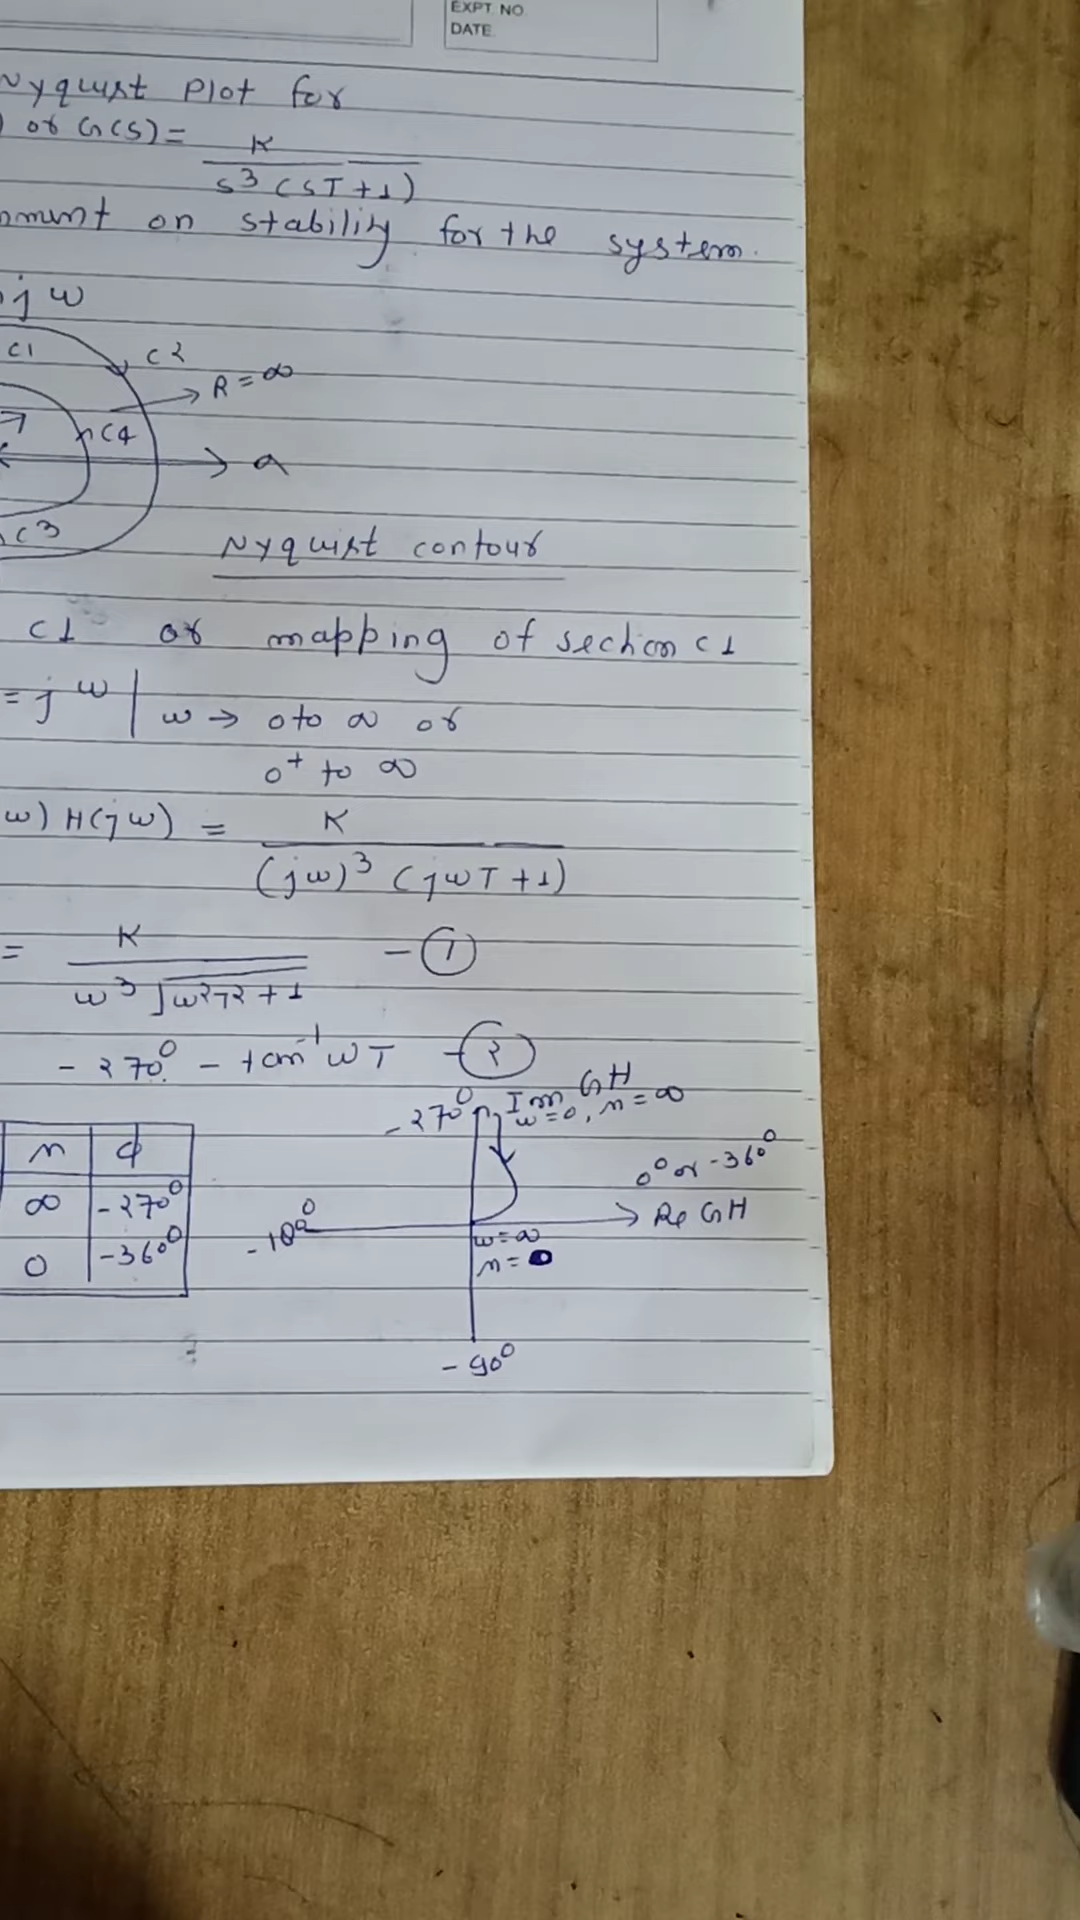 EXPT. NO.
DATE
Nyquist Plot for
) or G(s) = K
s³ (sT+1)
mment on stability for the system.
jω
C1
C2
R = ∞
C4
C3
Nyquist contour
C1 or mapping of section C1
= jω | ω → 0 to ∞ or
0⁺ to ∞
ω) H(jω) = K
(jω)³ (jωT+1)
= K - ①
ω³ √ω²T²+1
- 270° - tan⁻¹ ωT - ②
-270° Im GH
ω=0, m=∞
m φ
∞ -270°
0 -360°
0° or -360°
Re GH
-180°
ω=∞
m=0
-90°